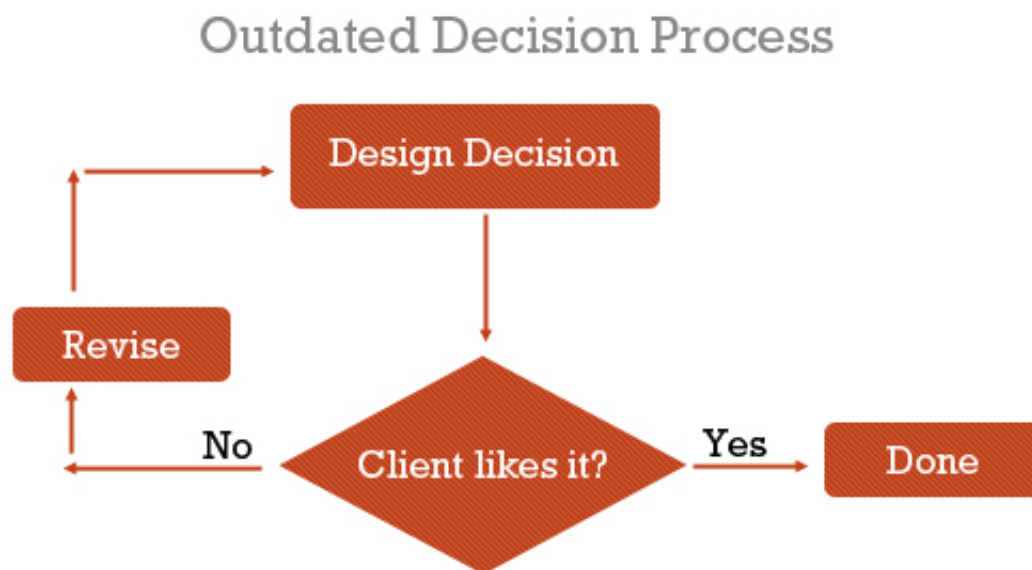 Outdated Decision Process
Design Decision
Revise
No
Client likes it?
Yes
Done